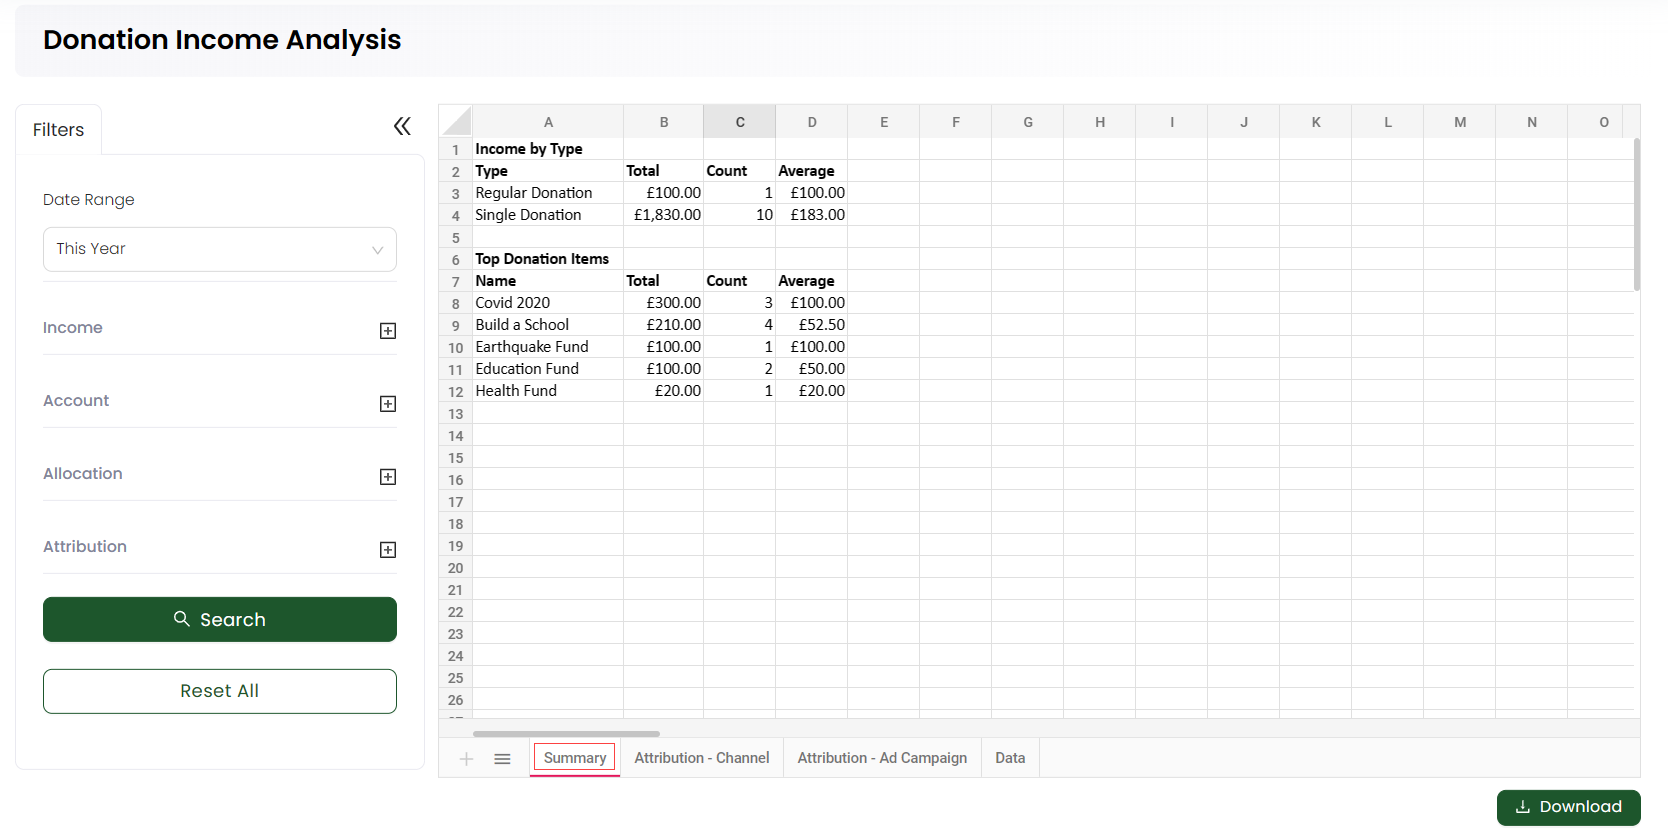 Donation Income Analysis
Filters
Date Range
This Year
Income
Account
Allocation
Attribution
Search
Reset All
A B C D E F G H I J K L M N O
1 Income by Type
2 Type Total Count Average
3 Regular Donation £100.00 1 £100.00
4 Single Donation £1,830.00 10 £183.00
5
6 Top Donation Items
7 Name Total Count Average
8 Covid 2020 £300.00 3 £100.00
9 Build a School £210.00 4 £52.50
10 Earthquake Fund £100.00 1 £100.00
11 Education Fund £100.00 2 £50.00
12 Health Fund £20.00 1 £20.00
13
14
15
16
17
18
19
20
21
22
23
24
25
26
Summary Attribution - Channel Attribution - Ad Campaign Data
Download